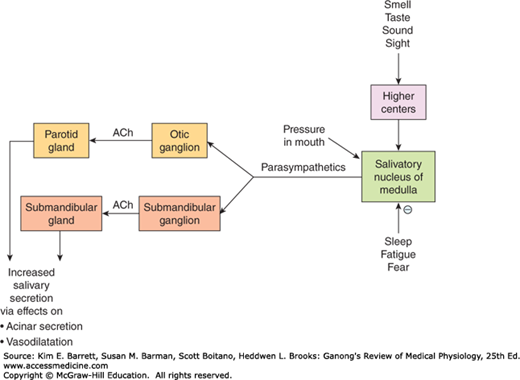 Smell
Taste
Sound
Sight
Higher
centers
Pressure
in mouth
Parotid
gland
ACh
Otic
ganglion
Parasympathetics
Salivatory
nucleus of
medulla
Submandibular
gland
ACh
Submandibular
ganglion
⊖
Sleep
Fatigue
Fear
Increased
salivary
secretion
via effects on
• Acinar secretion
• Vasodilatation
Source: Kim E. Barrett, Susan M. Barman, Scott Boitano, Heddwen L. Brooks: Ganong's Review of Medical Physiology, 25th Ed.
www.accessmedicine.com
Copyright © McGraw-Hill Education. All rights reserved.